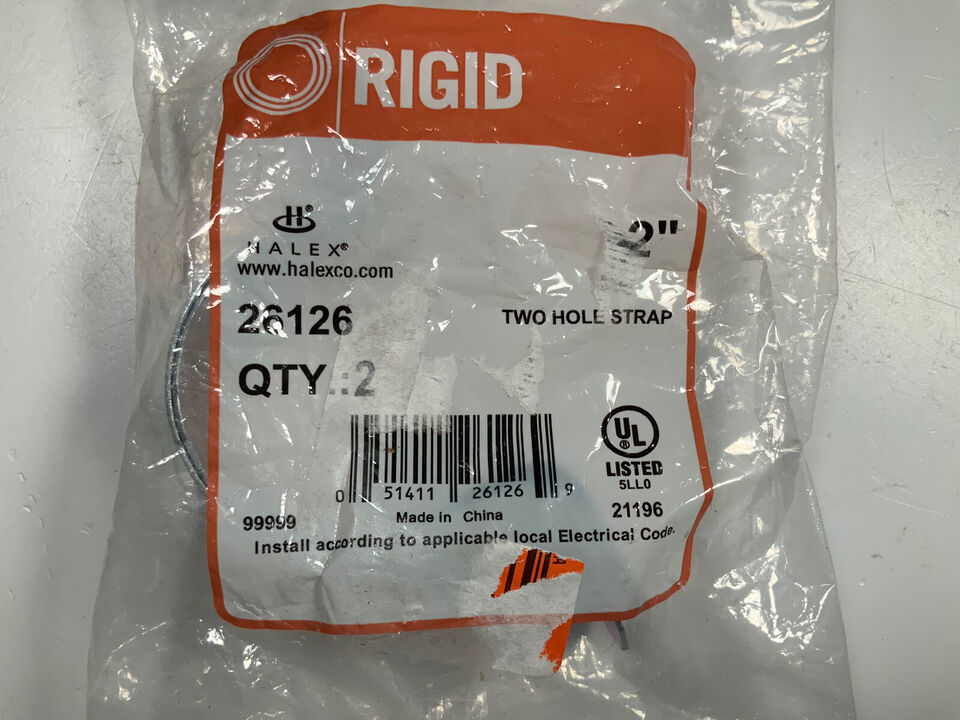 RIGID
H®
HALEX®
2"
www.halexco.com
26126
TWO HOLE STRAP
QTY.:2
UL
LISTED
5LL0
0 51411 26126 9
21196
99999
Made in China
Install according to applicable local Electrical Code.